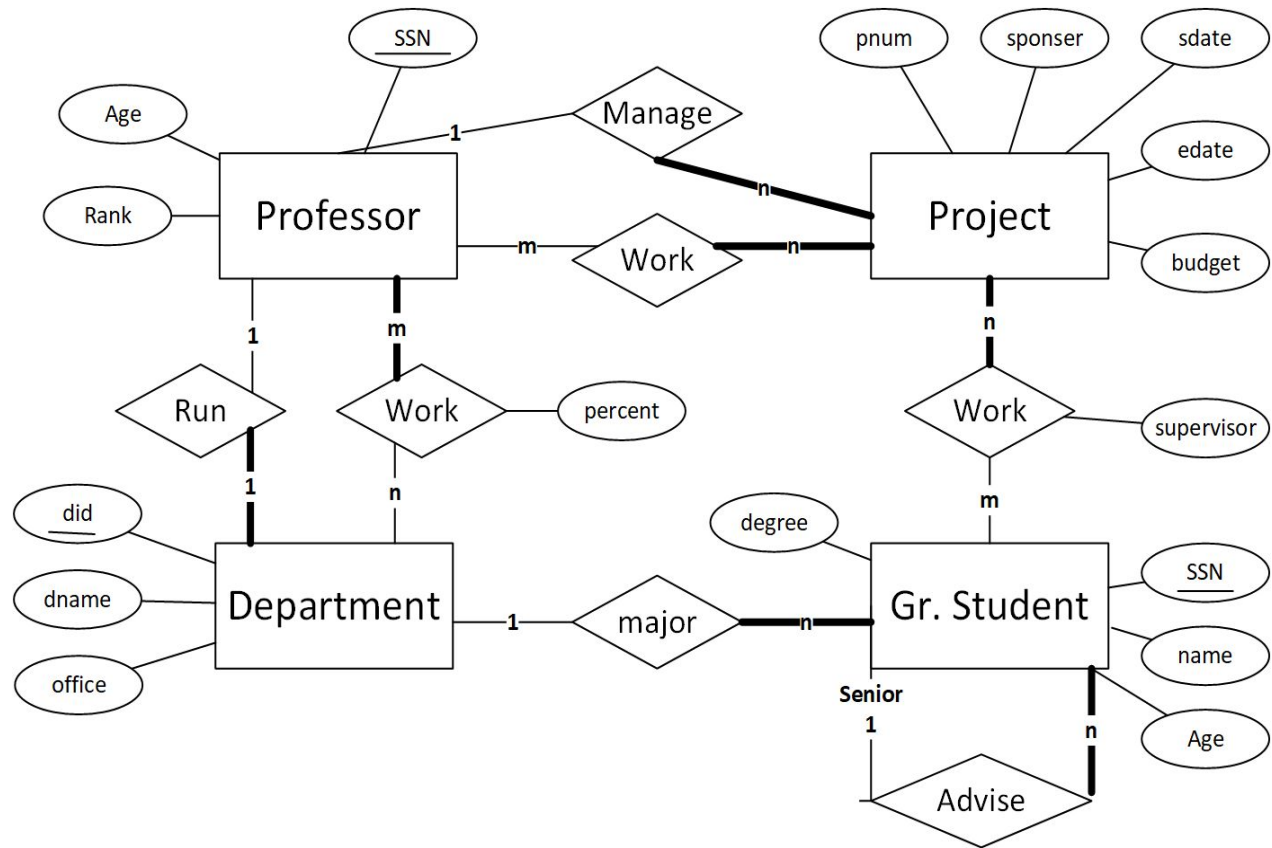 SSN
pnum
sponser
sdate
Age
Manage
1
edate
Rank
Professor
n
Project
m
Work
n
budget
1
m
n
Run
Work
percent
Work
supervisor
1
n
m
did
degree
SSN
dname
Department
1
major
n
Gr. Student
name
office
Senior
1
n
Age
Advise